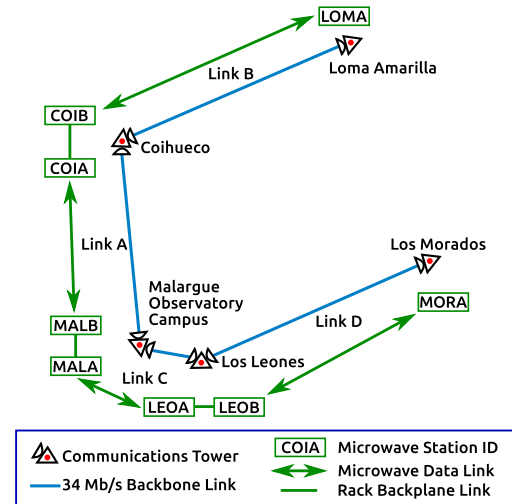 LOMA
Loma Amarilla
Link B
COIB
Coihueco
COIA
Link A
Los Morados
Malargue
Observatory
Campus
MORA
MALB
Link D
MALA
Los Leones
Link C
LEOA
LEOB
Communications Tower
34 Mb/s Backbone Link
COIA
Microwave Station ID
Microwave Data Link
Rack Backplane Link